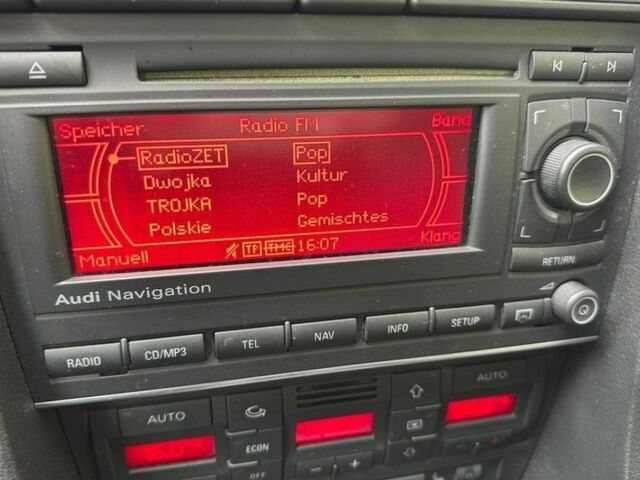 Speicher Radio FM Band
RadioZET Pop
Dwojka Kultur
TROJKA Pop
Polskie Gemischtes
Manuell TP TMC 16:07 Klang
Audi Navigation
RETURN
RADIO CD/MP3 TEL NAV INFO SETUP
AUTO AUTO
ECON
OFF